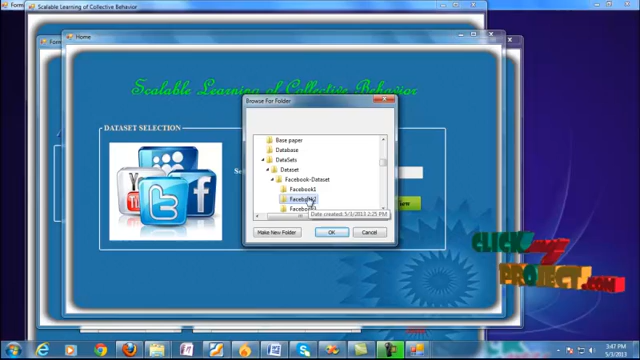 Scalable Learning of Collective Behavior
Home
Scalable Learning of Collective Behavior
Browse For Folder
DATASET SELECTION
Base paper
Database
DataSets
Dataset
Facebook-Dataset
Facebook1
Date created: 5/3/2013 2:25 PM
Make New Folder
OK
Cancel
CLICK
MY
PROJECT.COM
3:47 PM
5/3/2013